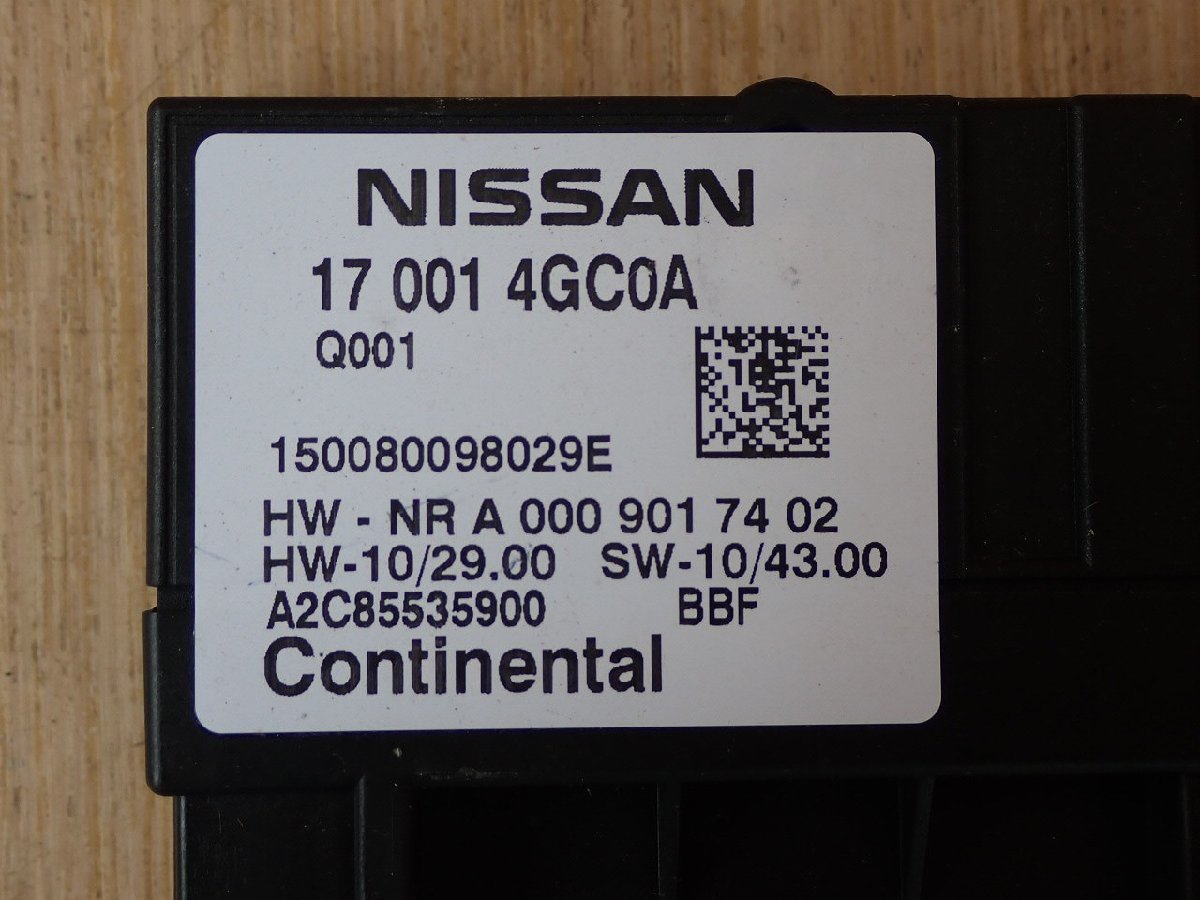 NISSAN
17 001 4GC0A
Q001
150080098029E
HW - NR A 000 901 74 02
HW-10/29.00 SW-10/43.00
A2C85535900 BBF
Continental